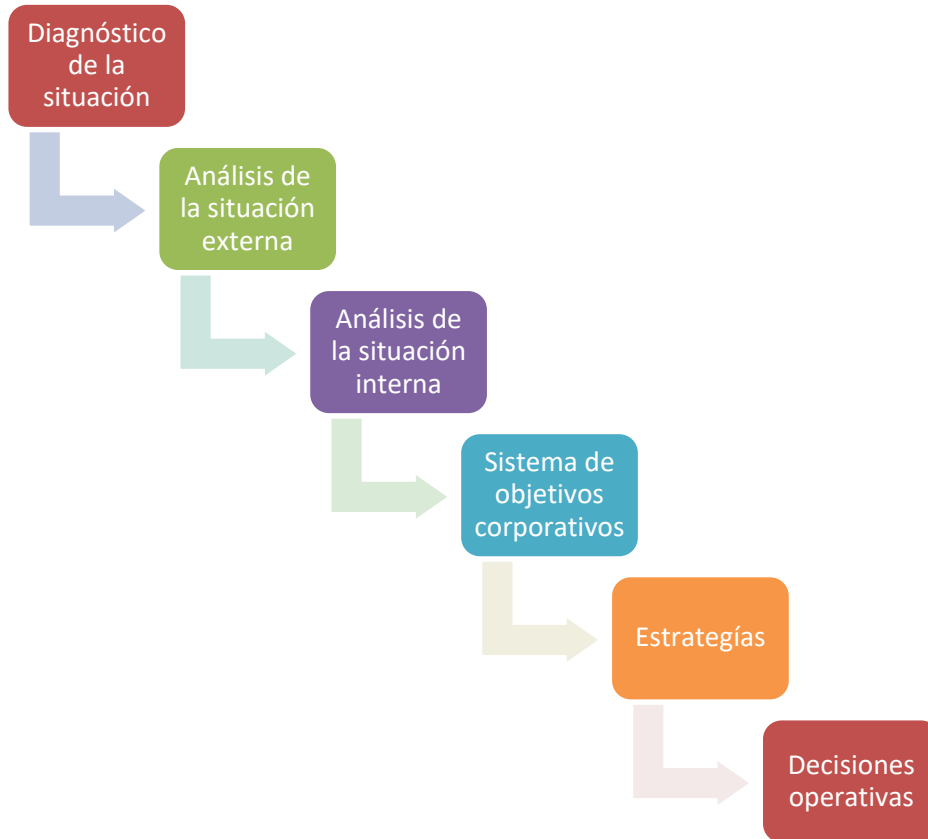 Diagnóstico
de la
situación
Análisis de
la situación
externa
Análisis de
la situación
interna
Sistema de
objetivos
corporativos
Estrategías
Decisiones
operativas